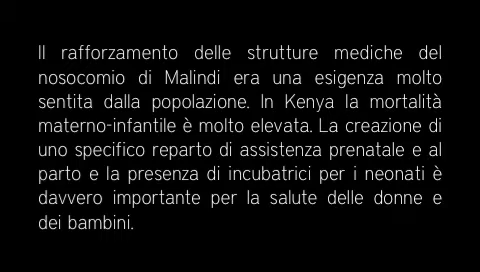 Il rafforzamento delle strutture mediche del
nosocomio di Malindi era una esigenza molto
sentita dalla popolazione. In Kenya la mortalità
materno-infantile è molto elevata. La creazione di
uno specifico reparto di assistenza prenatale e al
parto e la presenza di incubatrici per i neonati è
davvero importante per la salute delle donne e
dei bambini.